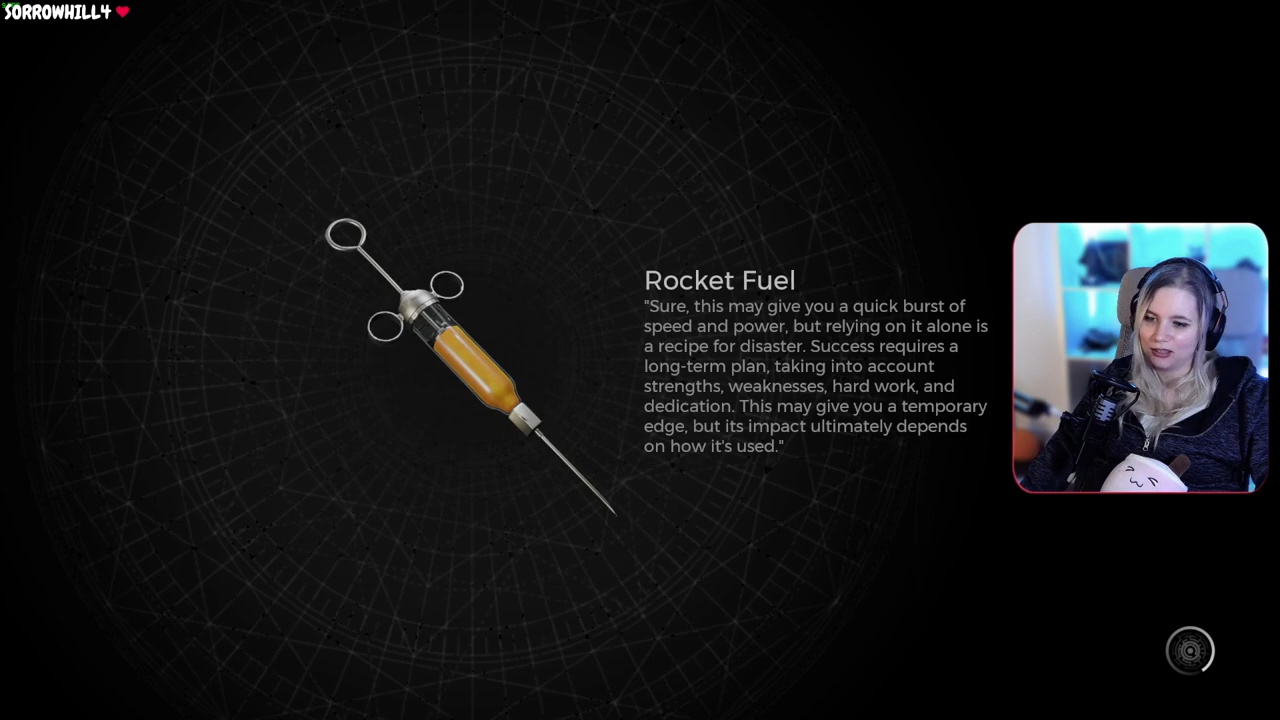 SORROWHILL4
Rocket Fuel
"Sure, this may give you a quick burst of
speed and power, but relying on it alone is
a recipe for disaster. Success requires a
long-term plan, taking into account
strengths, weaknesses, hard work, and
dedication. This may give you a temporary
edge, but its impact ultimately depends
on how it's used."